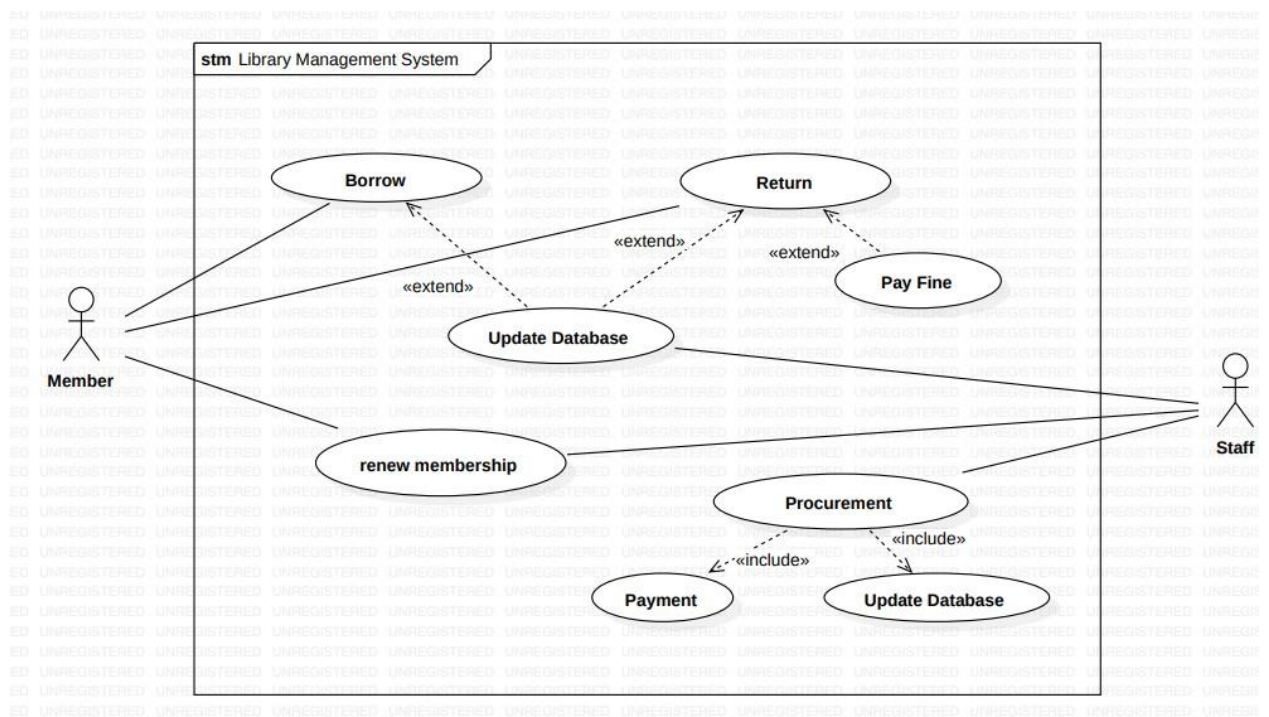 stm Library Management System
Borrow
Return
«extend»
«extend»
Pay Fine
«extend»
Update Database
Member
renew membership
Staff
Procurement
«include»
«include»
Payment
Update Database
UNREGISTERED